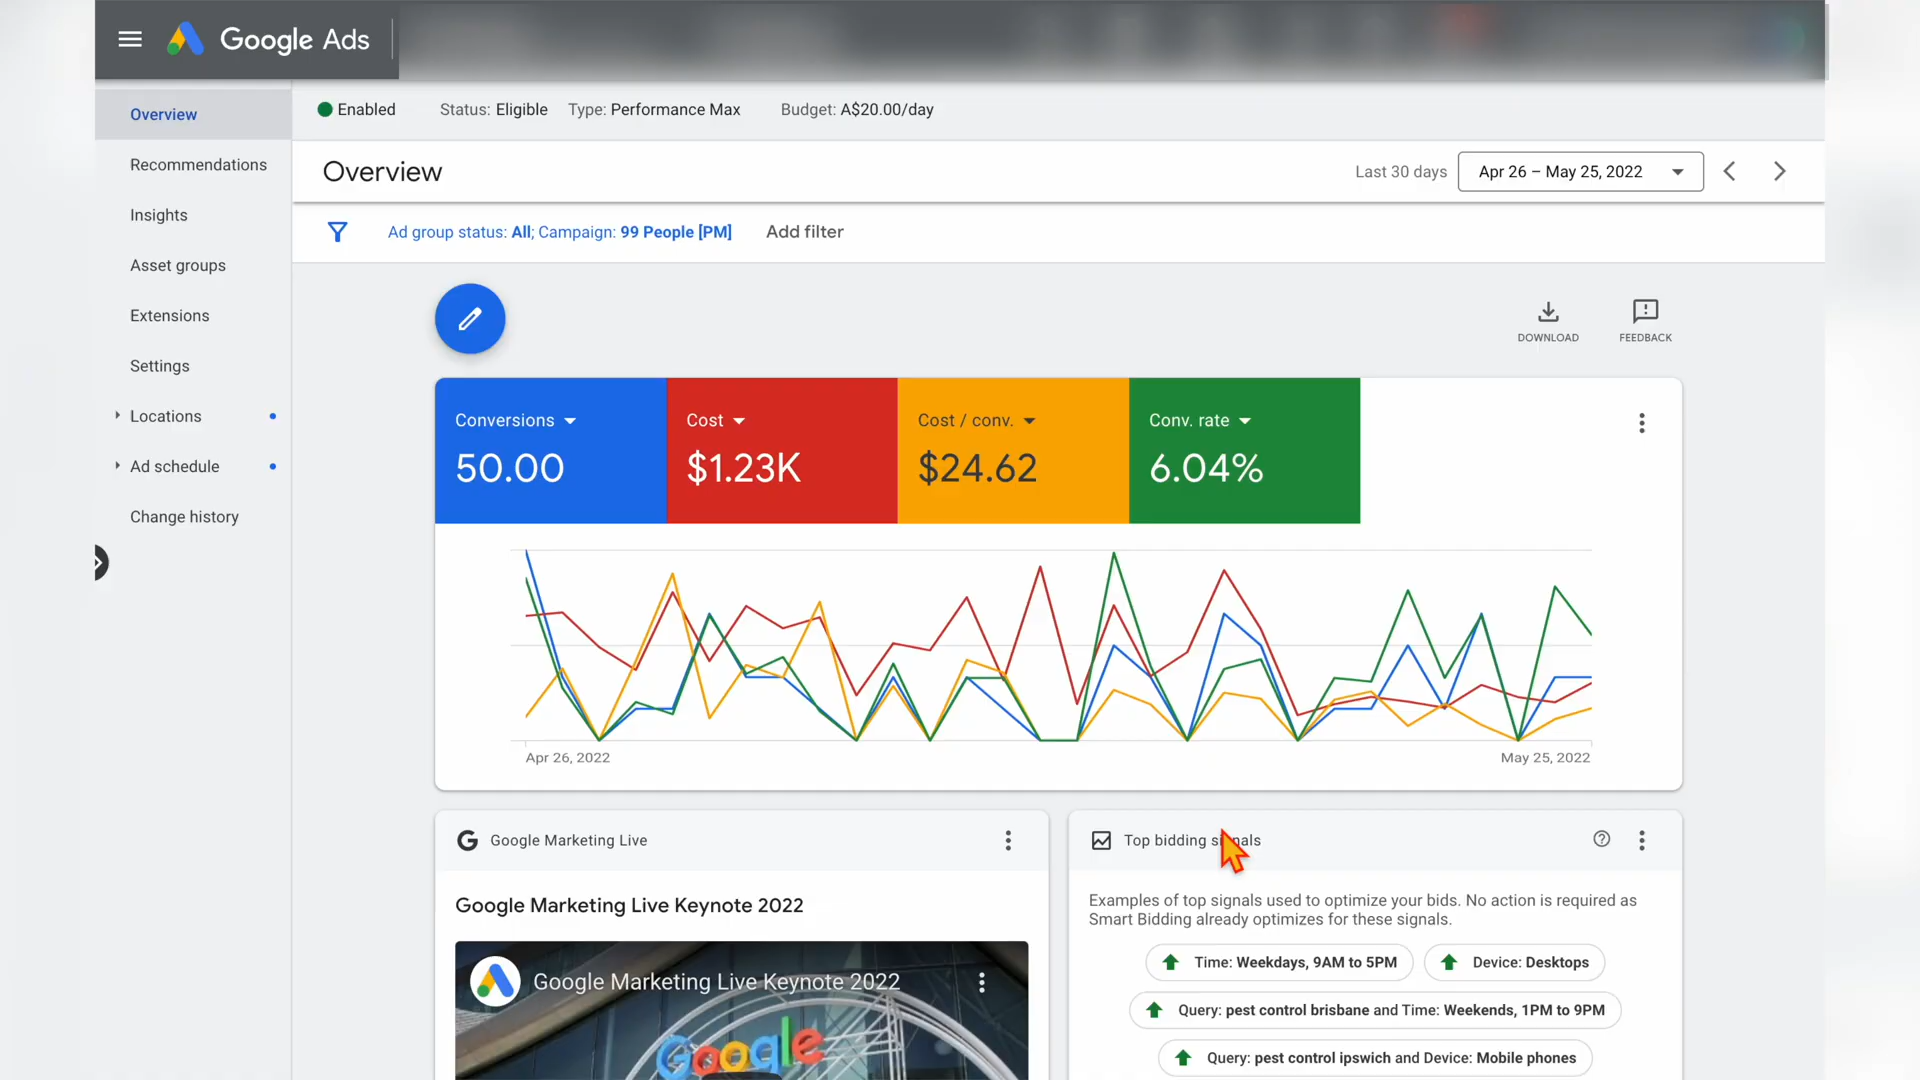 Google Ads
Overview
Recommendations
Insights
Asset groups
Extensions
Settings
Locations
Ad schedule
Change history
Enabled Status: Eligible Type: Performance Max Budget: A$20.00/day
Overview
Last 30 days Apr 26 – May 25, 2022
Ad group status: All; Campaign: 99 People [PM] Add filter
DOWNLOAD FEEDBACK
Conversions Cost Cost / conv. Conv. rate
50.00 $1.23K $24.62 6.04%
Apr 26, 2022 May 25, 2022
Google Marketing Live
Google Marketing Live Keynote 2022
Google Marketing Live Keynote 2022
Google
Top bidding signals
Examples of top signals used to optimize your bids. No action is required as
Smart Bidding already optimizes for these signals.
Time: Weekdays, 9AM to 5PM Device: Desktops
Query: pest control brisbane and Time: Weekends, 1PM to 9PM
Query: pest control ipswich and Device: Mobile phones